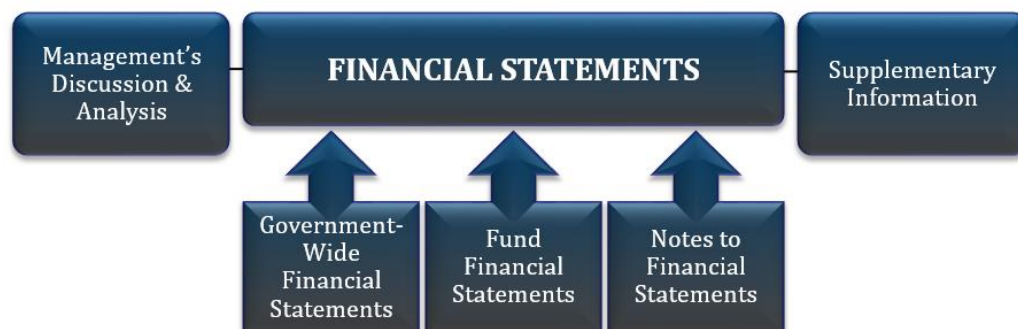 Management’s
Discussion &
Analysis
FINANCIAL STATEMENTS
Supplementary
Information
Government-
Wide
Financial
Statements
Fund
Financial
Statements
Notes to
Financial
Statements